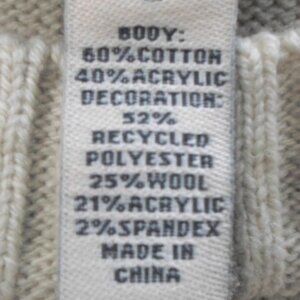 BODY:
60%COTTON
40%ACRYLIC
DECORATION:
52%
RECYCLED
POLYESTER
25%WOOL
21%ACRYLIC
2%SPANDEX
MADE IN
CHINA